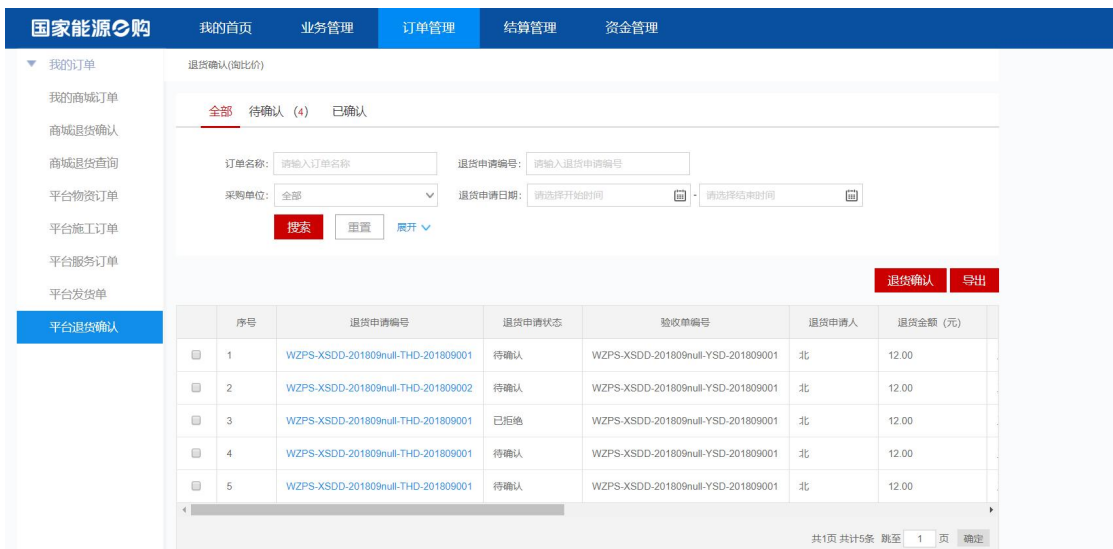 国家能源e购 我的首页 业务管理 订单管理 结算管理 资金管理
我的订单
我的商城订单
商城退货确认
商城退货查询
平台物资订单
平台施工订单
平台服务订单
平台发货单
平台退货确认
退货确认(询比价)
全部 待确认 (4) 已确认
订单名称: 请输入订单名称 退货申请编号: 请输入退货申请编号
采购单位: 全部 退货申请日期: 请选择开始时间 - 请选择结束时间
搜索 重置 展开
退货确认 导出
序号 退货申请编号 退货申请状态 验收单编号 退货申请人 退货金额 (元)
1 WZPS-XSDD-201809null-THD-201809001 待确认 WZPS-XSDD-201809null-YSD-201809001 北 12.00
2 WZPS-XSDD-201809null-THD-201809002 待确认 WZPS-XSDD-201809null-YSD-201809001 北 12.00
3 WZPS-XSDD-201809null-THD-201809001 已拒绝 WZPS-XSDD-201809null-YSD-201809001 北 12.00
4 WZPS-XSDD-201809null-THD-201809001 待确认 WZPS-XSDD-201809null-YSD-201809001 北 12.00
5 WZPS-XSDD-201809null-THD-201809001 待确认 WZPS-XSDD-201809null-YSD-201809001 北 12.00
共1页 共计5条 跳至 1 页 确定